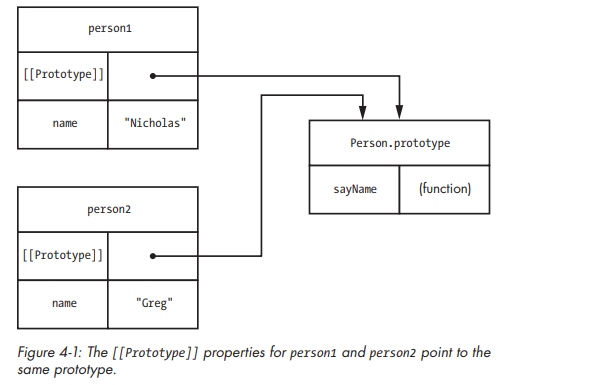 person1
[[Prototype]]
name "Nicholas"
Person.prototype
sayName (function)
person2
[[Prototype]]
name "Greg"
Figure 4-1: The [[Prototype]] properties for person1 and person2 point to the
same prototype.